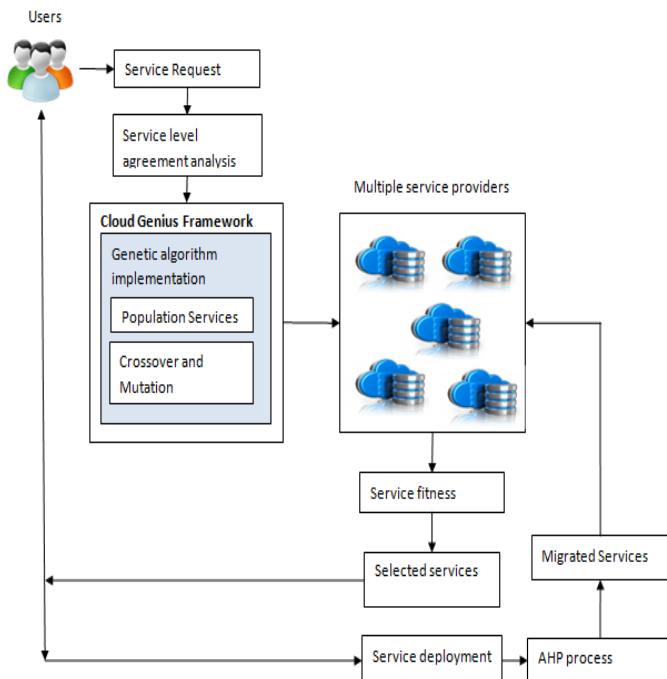 Users
Service Request
Service level
agreement analysis
Multiple service providers
Cloud Genius Framework
Genetic algorithm
implementation
Population Services
Crossover and
Mutation
Service fitness
Selected services
Migrated Services
Service deployment
AHP process